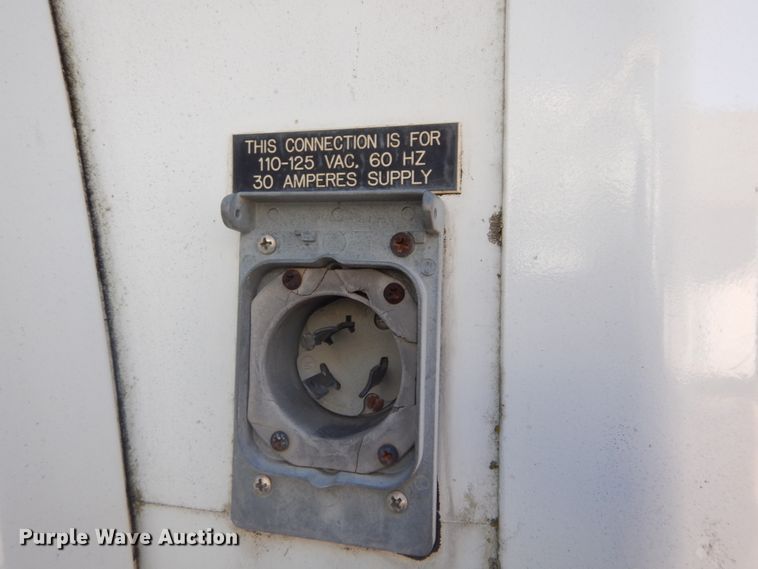 THIS CONNECTION IS FOR
110-125 VAC, 60 HZ
30 AMPERES SUPPLY
Purple Wave Auction